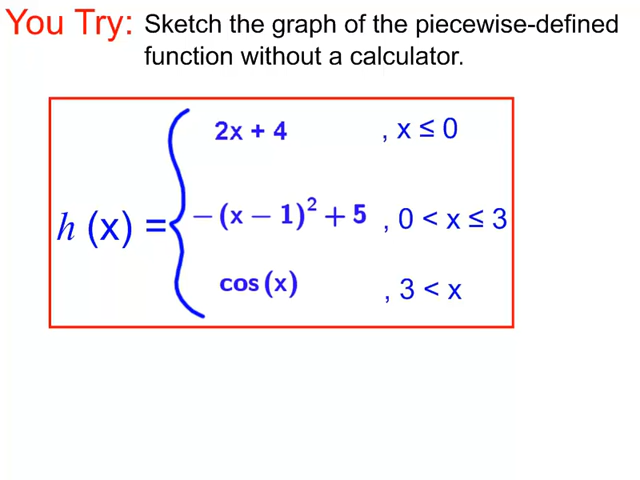 You Try: Sketch the graph of the piecewise-defined
function without a calculator.
2x + 4 , x ≤ 0
h (x) = { − (x − 1)² + 5 , 0 < x ≤ 3
cos (x) , 3 < x